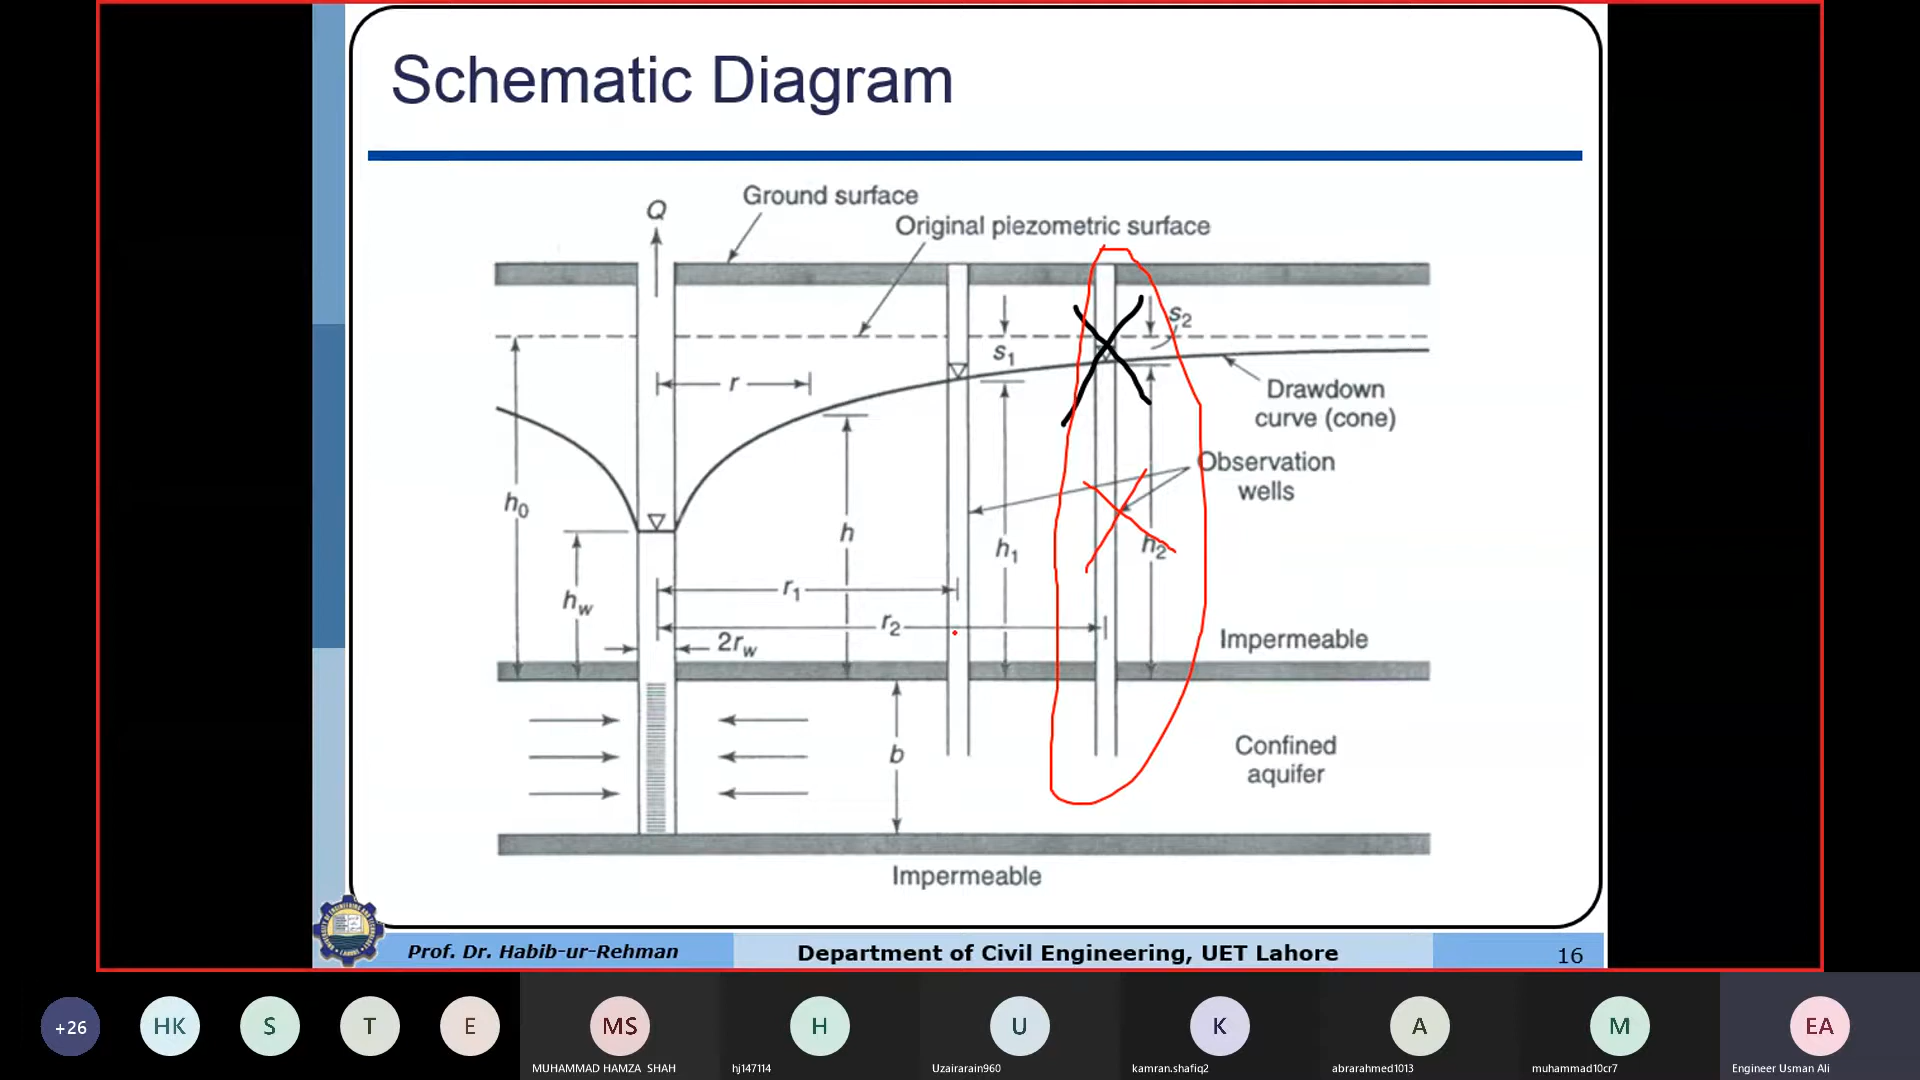 Schematic Diagram
Ground surface
Q
Original piezometric surface
s2
s1
r
Drawdown
curve (cone)
Observation
wells
h0
h
h1
h2
r1
hw
r2
2rw
Impermeable
Confined
aquifer
b
Impermeable
Prof. Dr. Habib-ur-Rehman
Department of Civil Engineering, UET Lahore
16
+26
HK
S
T
E
MS
H
U
K
A
M
EA
MUHAMMAD HAMZA SHAH
hj147114
Uzairarain960
kamran.shafiq2
abrarahmed1013
muhammad10cr7
Engineer Usman Ali